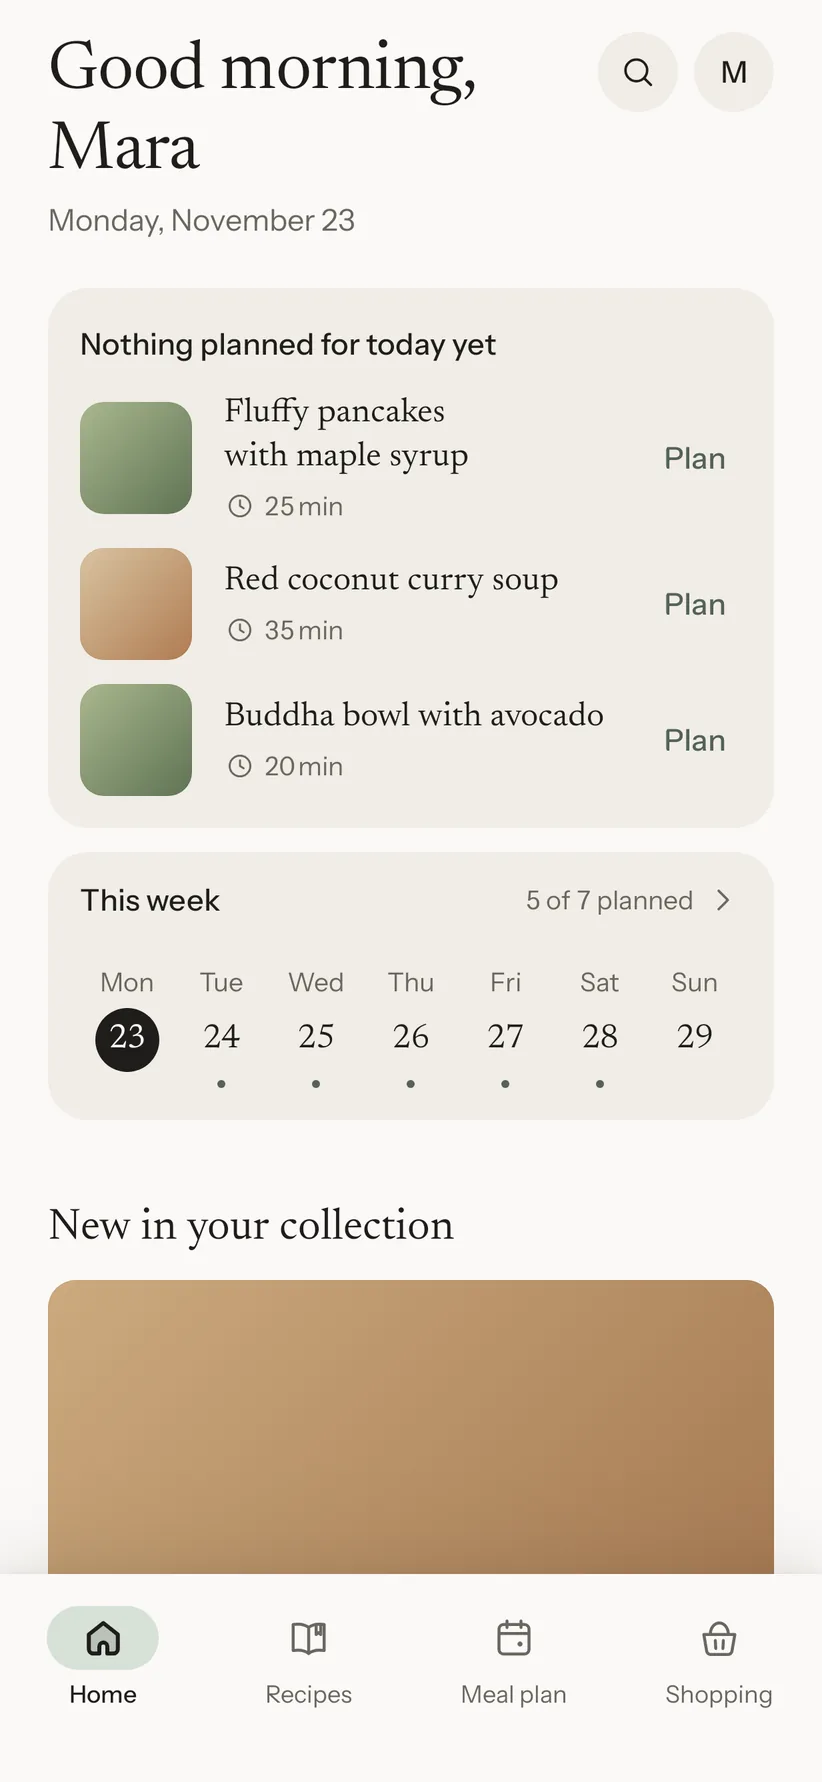 Good morning,
Mara
M
Monday, November 23
Nothing planned for today yet
Fluffy pancakes
with maple syrup
25 min
Plan
Red coconut curry soup
35 min
Plan
Buddha bowl with avocado
20 min
Plan
This week
5 of 7 planned
Mon Tue Wed Thu Fri Sat Sun
23 24 25 26 27 28 29
New in your collection
Home Recipes Meal plan Shopping